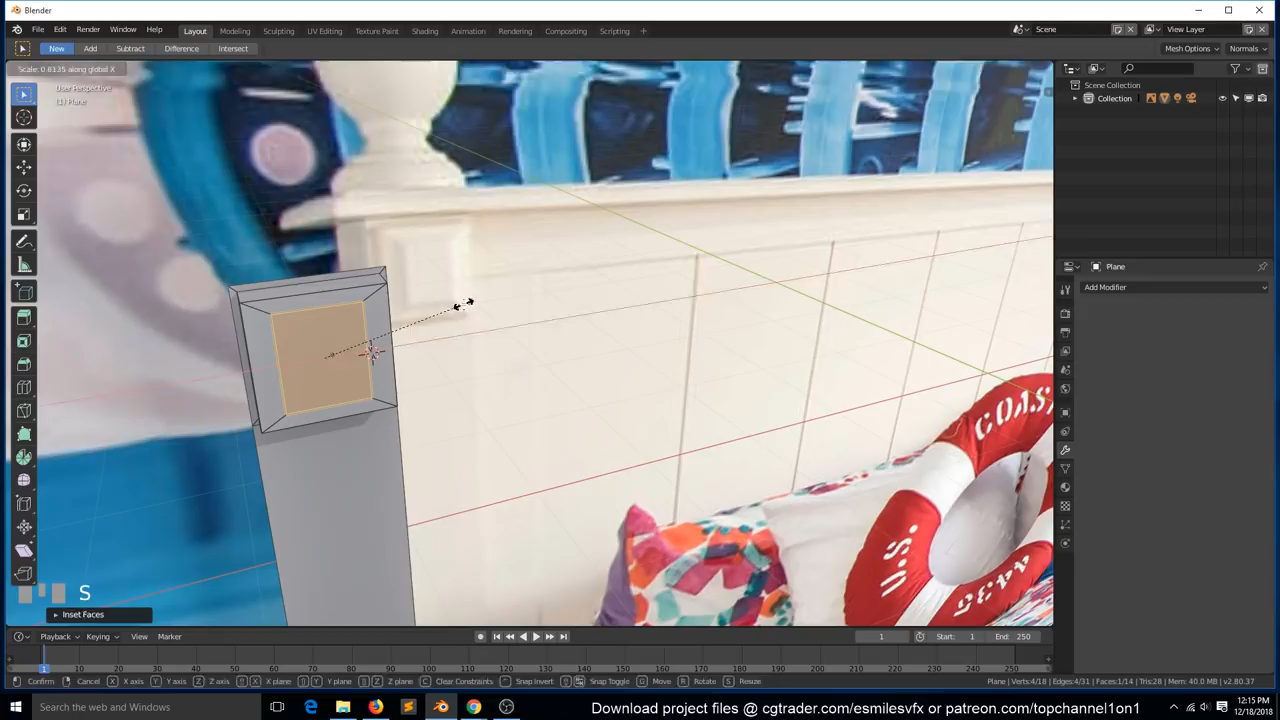 Blender
File Edit Render Window Help Layout Modeling Sculpting UV Editing Texture Paint Shading Animation Rendering Compositing Scripting + Scene View Layer
New Add Subtract Difference Intersect Mesh Options Normals
Scale: 0.8135 along global X
User Perspective
(1) Plane
Scene Collection
Collection
Plane
Add Modifier
COAS
U.S.
S
Inset Faces
Playback Keying View Marker 1 Start: 1 End: 250
1 10 20 30 40 50 60 70 80 90 100 110 120 130 140 150 160 170 180 190 200 210 220 230 240 250
Confirm Cancel X X axis Y Y axis Z Z axis X X plane Y Y plane Z Z plane C Clear Constraints Snap Invert Snap Toggle G Move R Rotate S Resize Plane | Verts:4/18 | Edges:4/31 | Faces:1/14 | Tris:28 | Mem: 40.0 MB | v2.80.37
Search the web and Windows
Download project files @ cgtrader.com/esmilesvfx or patreon.com/topchannel1on1
12:15 PM
12/18/2018